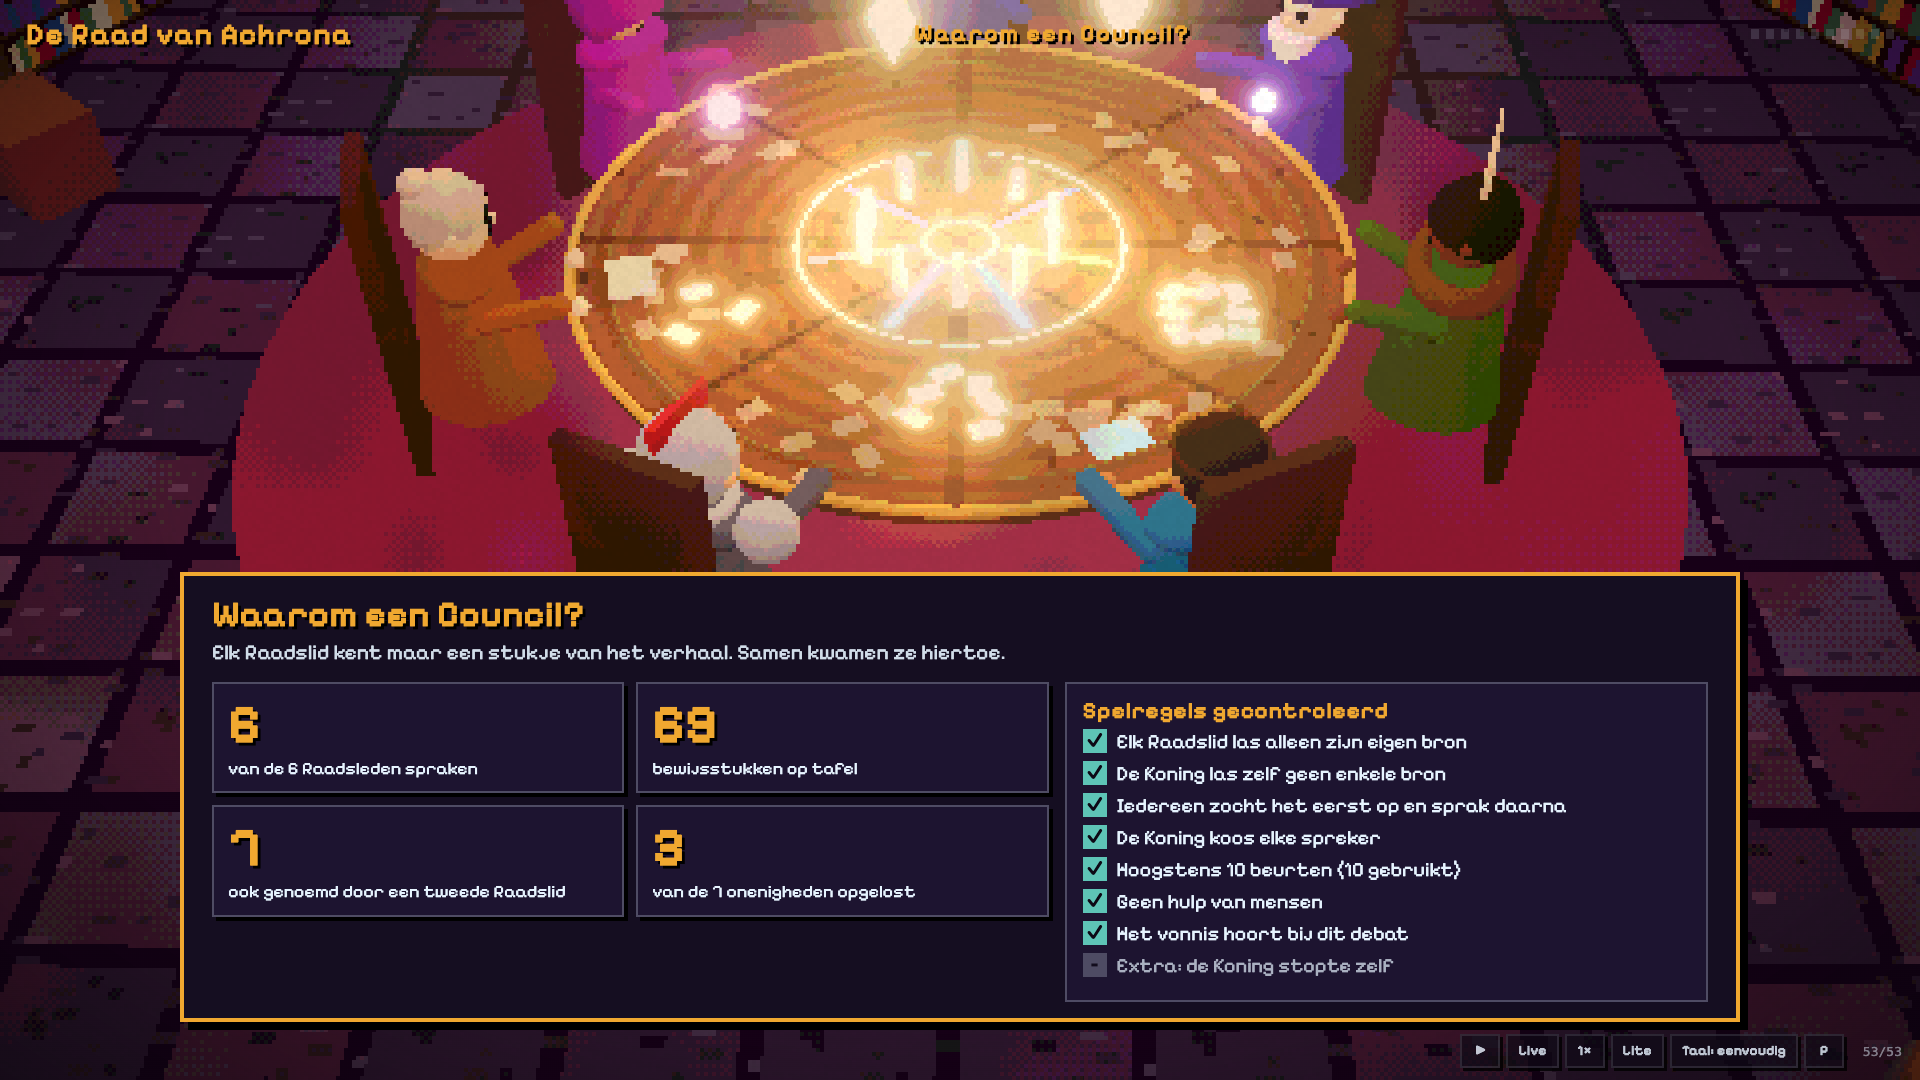 De Raad van Achrona
Waarom een Council?
Waarom een Council?
Elk Raadslid kent maar een stukje van het verhaal. Samen kwamen ze hiertoe.
6
van de 6 Raadsleden spraken
69
bewijsstukken op tafel
7
ook genoemd door een tweede Raadslid
3
van de 7 onenigheden opgelost
Spelregels gecontroleerd
Elk Raadslid las alleen zijn eigen bron
De Koning las zelf geen enkele bron
Iedereen zocht het eerst op en sprak daarna
De Koning koos elke spreker
Hoogstens 10 beurten (10 gebruikt)
Geen hulp van mensen
Het vonnis hoort bij dit debat
Extra: de Koning stopte zelf
Live
1×
Lite
Taal: eenvoudig
P
53/53